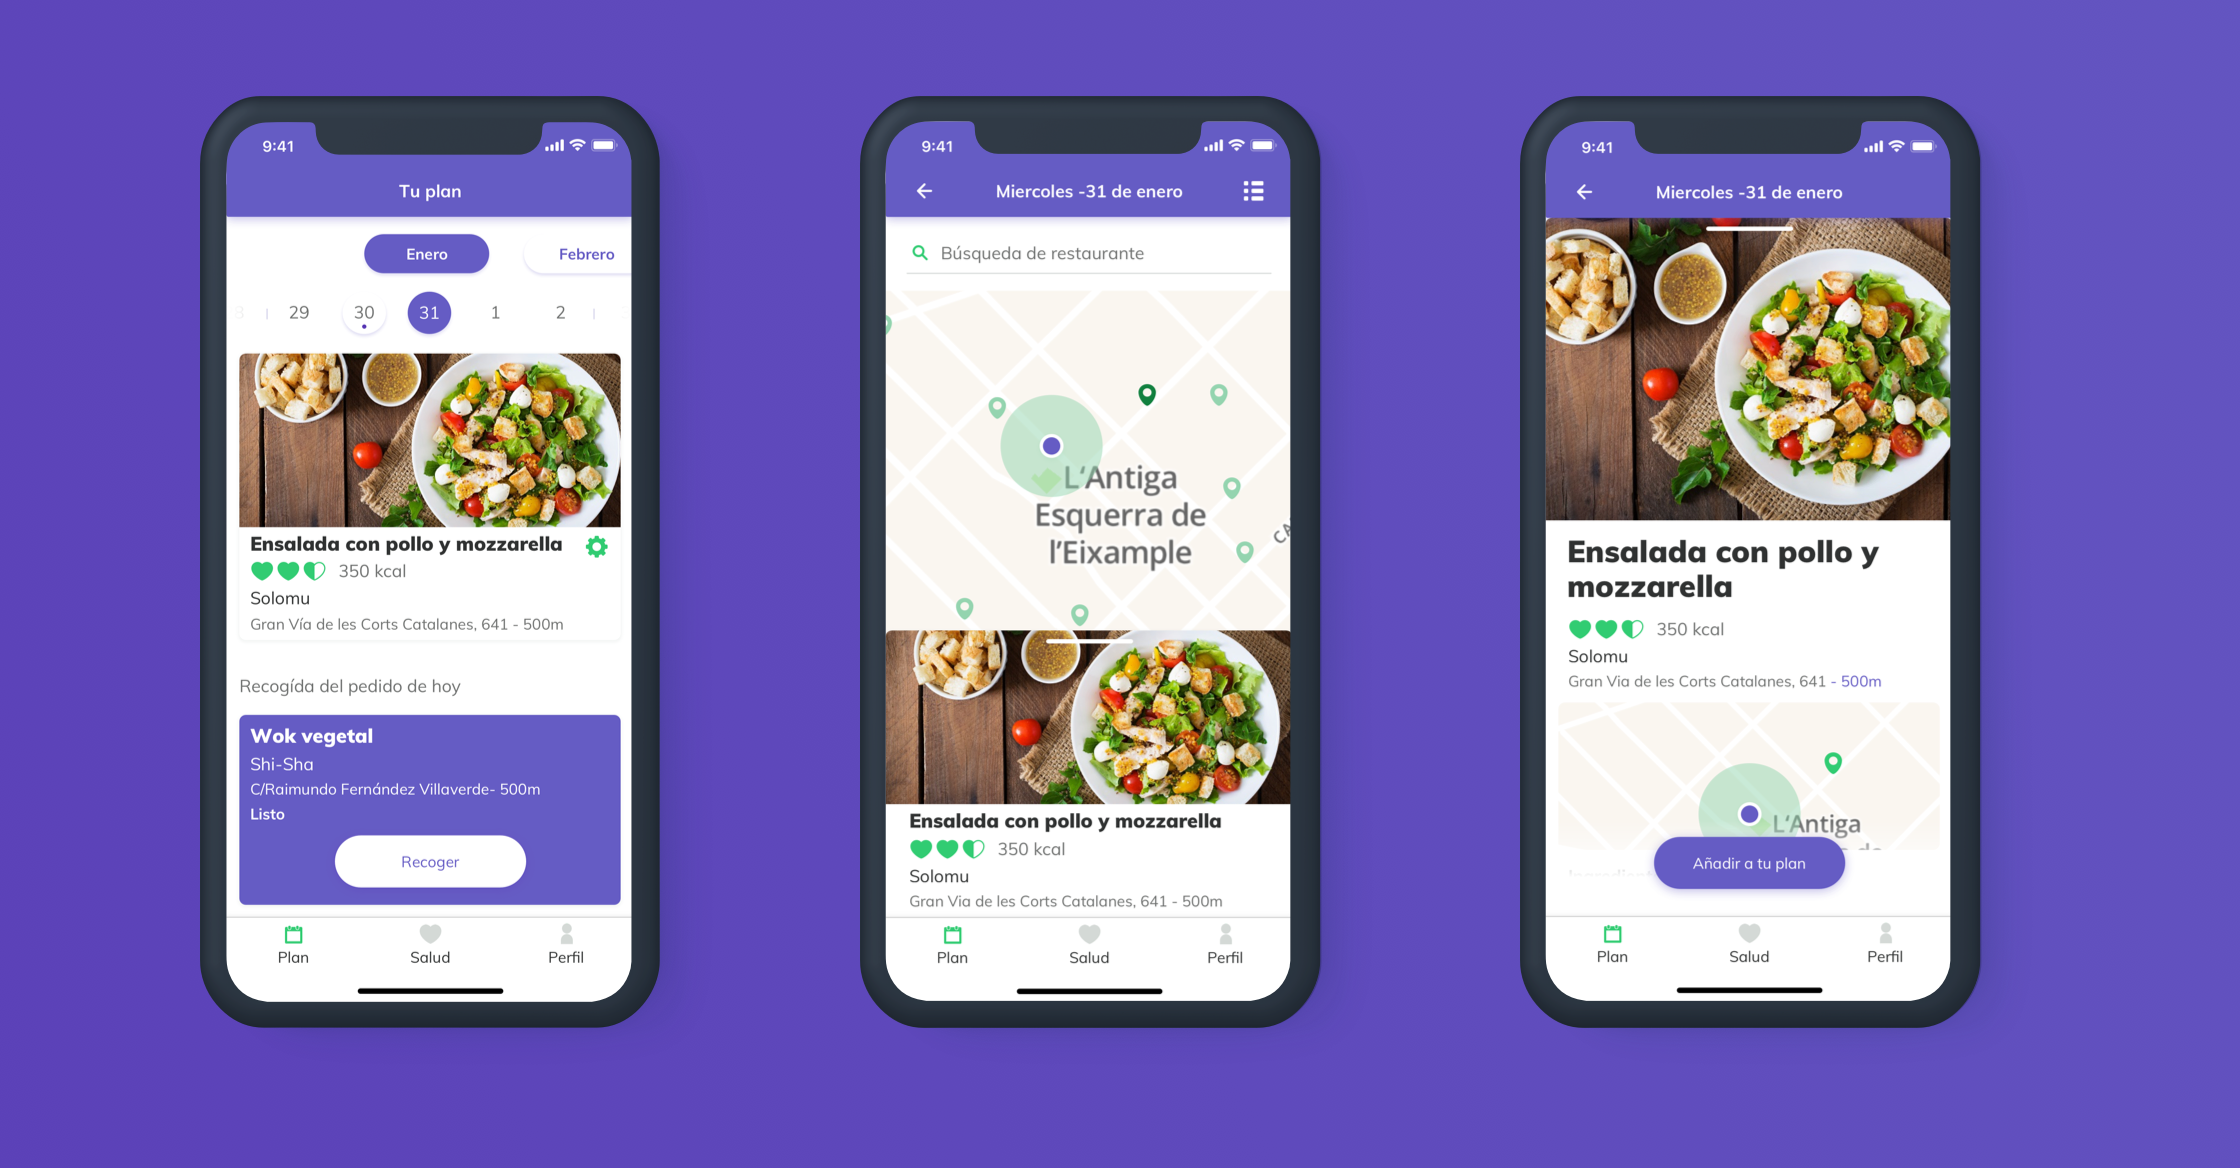 9:41
Tu plan
Enero
Febrero
29
30
31
1
2
Ensalada con pollo y mozzarella
350 kcal
Solomu
Gran Vía de les Corts Catalanes, 641 - 500m
Recogída del pedido de hoy
Wok vegetal
Shi-Sha
C/Raimundo Fernández Villaverde- 500m
Listo
Recoger
Plan
Salud
Perfil
9:41
Miercoles -31 de enero
Búsqueda de restaurante
L'Antiga
Esquerra de
l'Eixample
CA
Ensalada con pollo y mozzarella
350 kcal
Solomu
Gran Via de les Corts Catalanes, 641 - 500m
Plan
Salud
Perfil
9:41
Miercoles -31 de enero
Ensalada con pollo y
mozzarella
350 kcal
Solomu
Gran Via de les Corts Catalanes, 641 - 500m
L'Antiga
de
Añadir a tu plan
Plan
Salud
Perfil